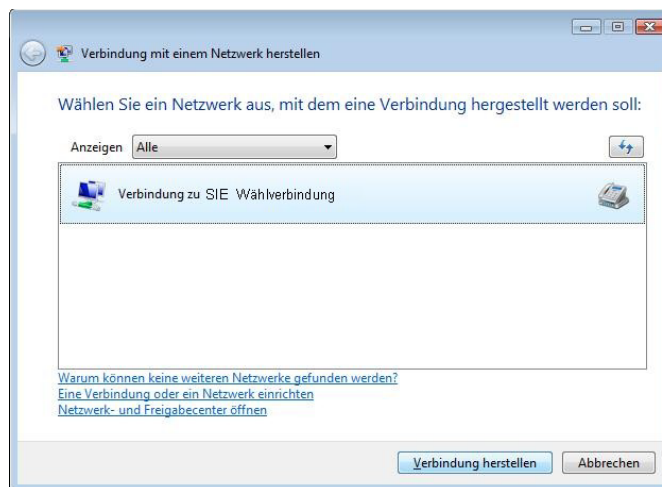 Verbindung mit einem Netzwerk herstellen
Wählen Sie ein Netzwerk aus, mit dem eine Verbindung hergestellt werden soll:
Anzeigen Alle
Verbindung zu SIE Wählverbindung
Warum können keine weiteren Netzwerke gefunden werden?
Eine Verbindung oder ein Netzwerk einrichten
Netzwerk- und Freigabecenter öffnen
Verbindung herstellen Abbrechen